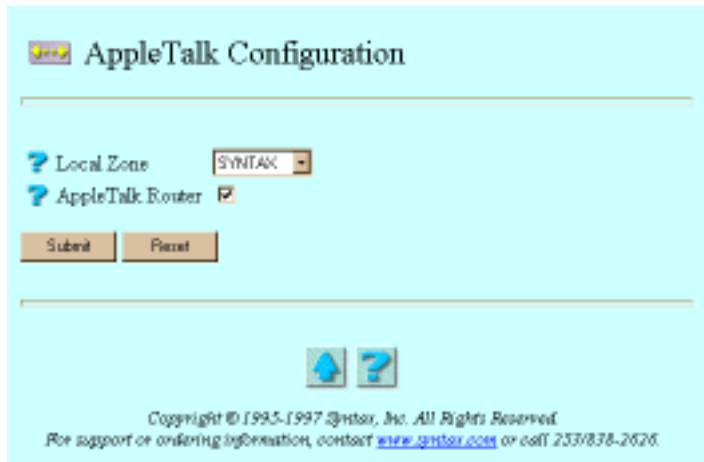 AppleTalk Configuration
Local Zone SYNTAX
AppleTalk Router
Submit Reset
Copyright © 1995-1997 Syntax, Inc. All Rights Reserved.
For support or ordering information, contact www.syntax.com or call 253/838-2626.